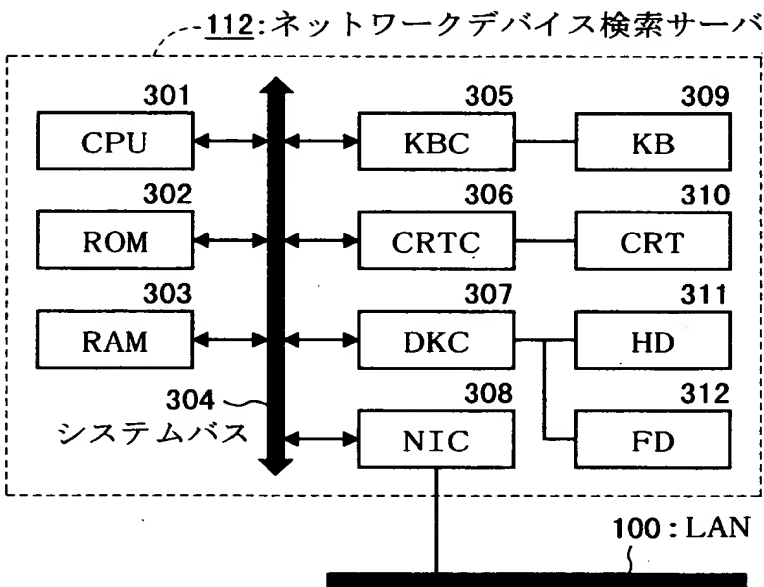 112:ネットワークデバイス検索サーバ
301 305 309
CPU KBC KB
302 306 310
ROM CRTC CRT
303 307 311
RAM DKC HD
304 308 312
システムバス NIC FD
100:LAN